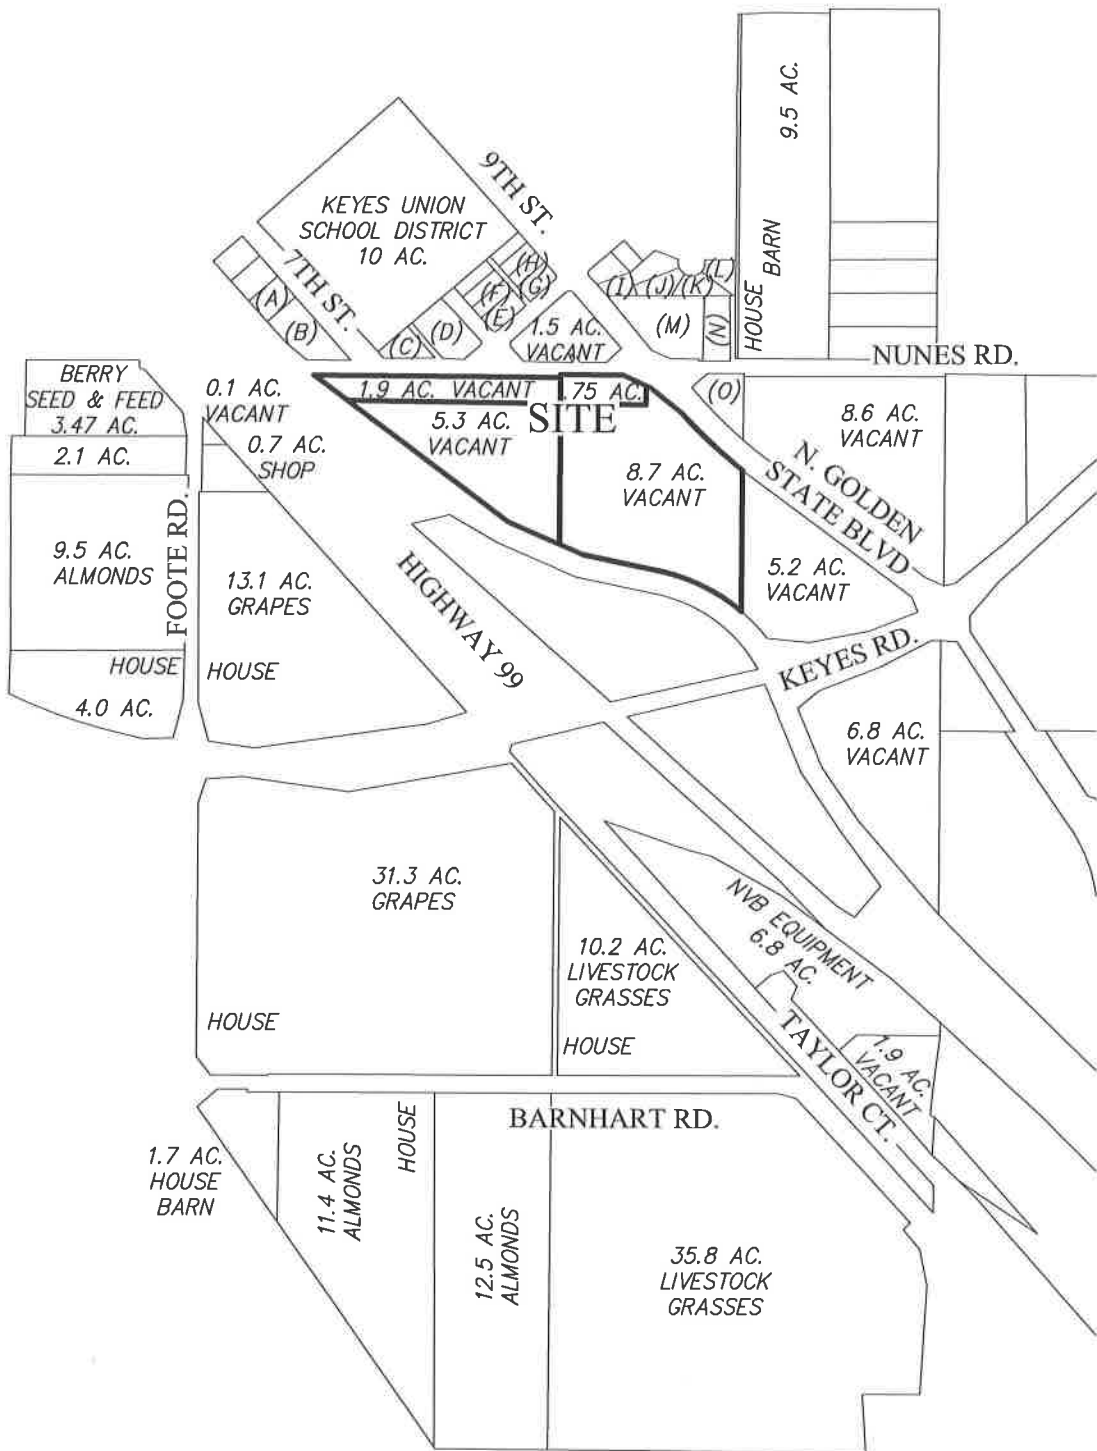 9.5 AC.
HOUSE BARN
9TH ST.
KEYES UNION
SCHOOL DISTRICT
10 AC.
7TH ST.
(A)
(B)
(C)
(D)
(E)
(F)
(G)
(H)
(I)
(J)
(K)
(L)
(M)
(N)
1.5 AC.
VACANT
NUNES RD.
BERRY
SEED & FEED
3.47 AC.
2.1 AC.
0.1 AC.
VACANT
0.7 AC.
SHOP
1.9 AC. VACANT
.75 AC.
SITE
5.3 AC.
VACANT
8.7 AC.
VACANT
(O)
8.6 AC.
VACANT
N. GOLDEN
STATE BLVD
5.2 AC.
VACANT
9.5 AC.
ALMONDS
FOOTE RD.
13.1 AC.
GRAPES
HIGHWAY 99
KEYES RD.
HOUSE
HOUSE
4.0 AC.
6.8 AC.
VACANT
31.3 AC.
GRAPES
NVB EQUIPMENT
6.8 AC.
10.2 AC.
LIVESTOCK
GRASSES
HOUSE
HOUSE
TAYLOR CT.
1.9 AC.
VACANT
BARNHART RD.
1.7 AC.
HOUSE
BARN
11.4 AC.
ALMONDS
HOUSE
12.5 AC.
ALMONDS
35.8 AC.
LIVESTOCK
GRASSES